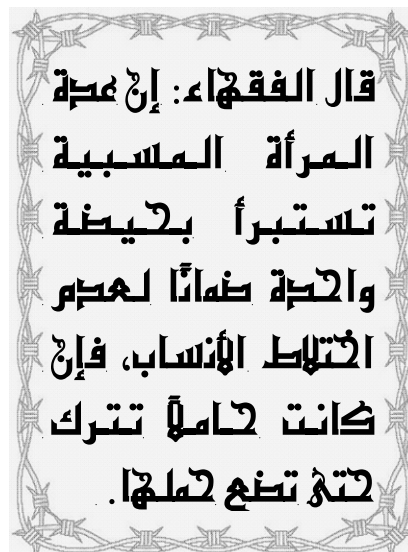 قال الفقهاء: إن عدة
المرأة المسبية
تستبرأ بحيضة
واحدة ضمانًا لعدم
اختلاط الأنساب، فإن
كانت حاملاً تترك
حتى تضع حملها.